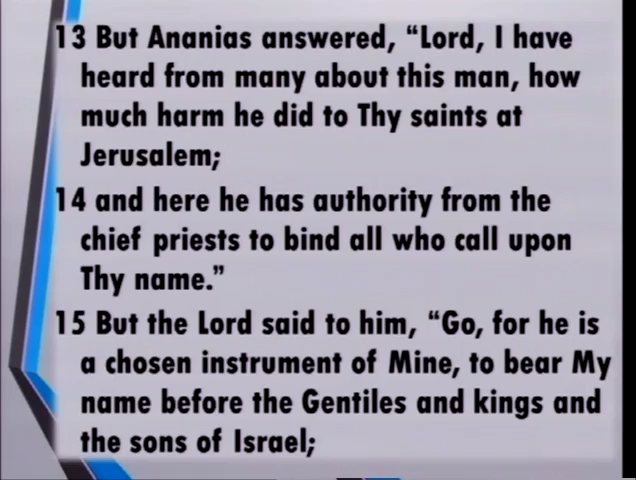 13 But Ananias answered, “Lord, I have
heard from many about this man, how
much harm he did to Thy saints at
Jerusalem;
14 and here he has authority from the
chief priests to bind all who call upon
Thy name.”
15 But the Lord said to him, “Go, for he is
a chosen instrument of Mine, to bear My
name before the Gentiles and kings and
the sons of Israel;